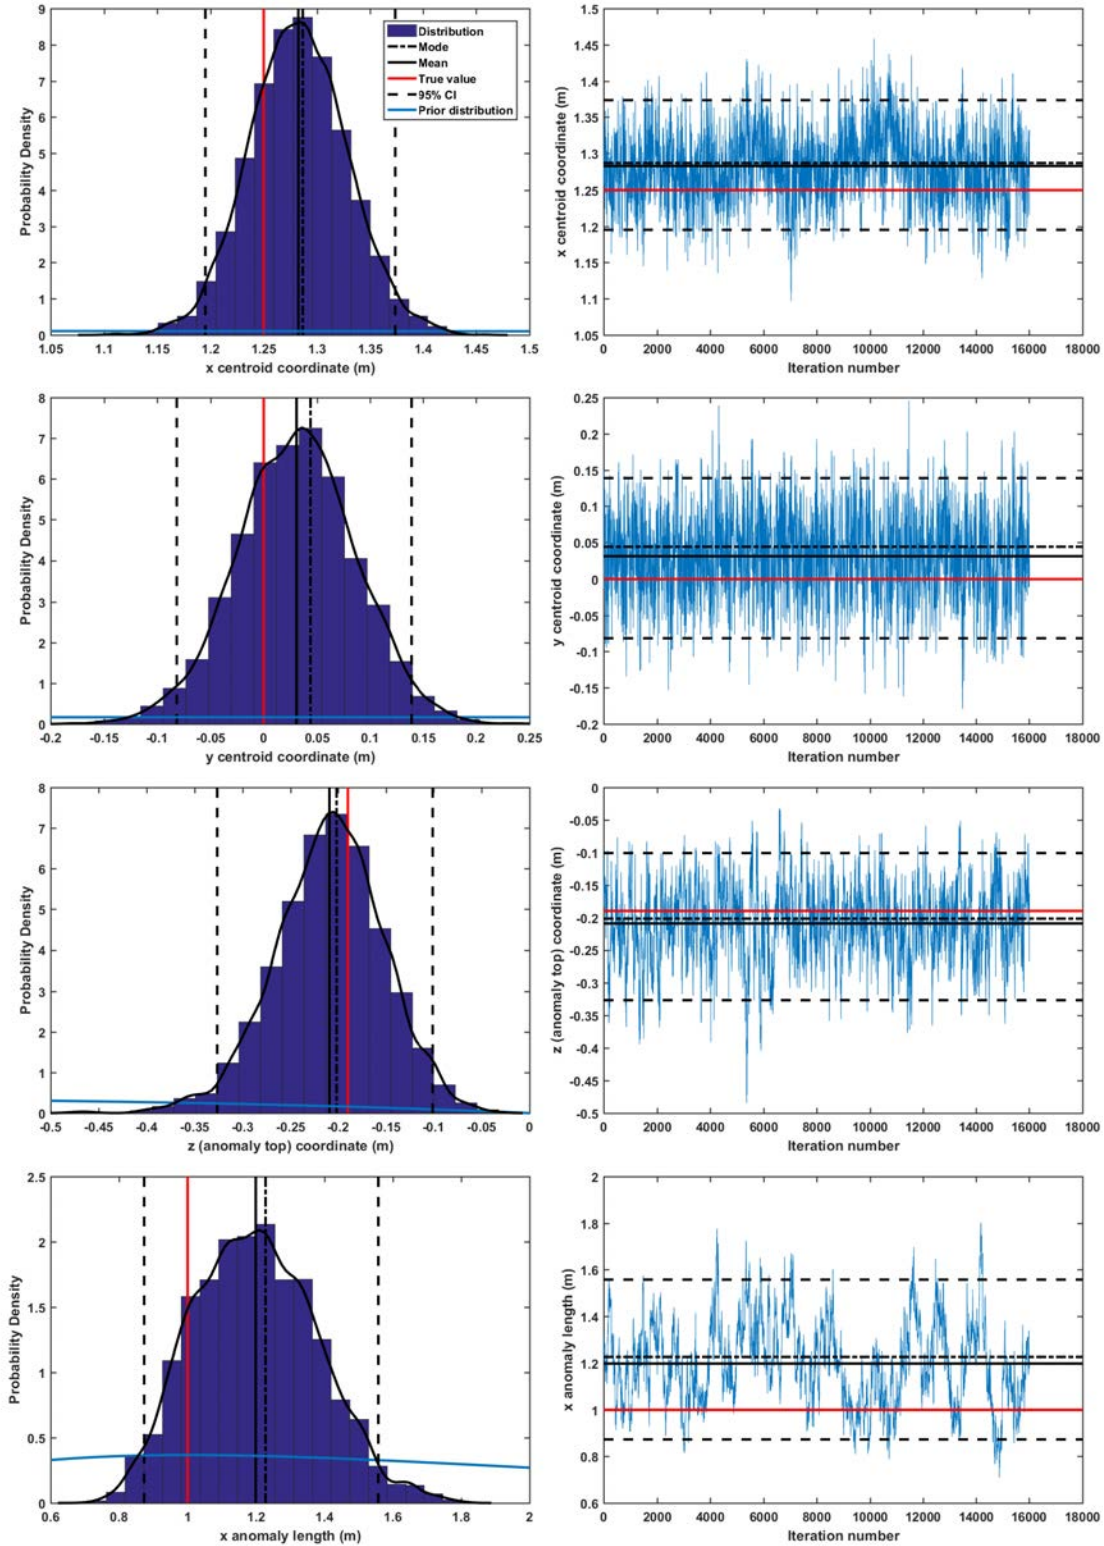 9
8
7
6
5
4
3
2
1
0
Probability Density
1.05 1.1 1.15 1.2 1.25 1.3 1.35 1.4 1.45 1.5
x centroid coordinate (m)
Distribution
Mode
Mean
True value
95% CI
Prior distribution
1.5
1.45
1.4
1.35
1.3
1.25
1.2
1.15
1.1
1.05
x centroid coordinate (m)
0 2000 4000 6000 8000 10000 12000 14000 16000 18000
Iteration number
8
7
6
5
4
3
2
1
0
Probability Density
-0.2 -0.15 -0.1 -0.05 0 0.05 0.1 0.15 0.2 0.25
y centroid coordinate (m)
0.25
0.2
0.15
0.1
0.05
0
-0.05
-0.1
-0.15
-0.2
y centroid coordinate (m)
0 2000 4000 6000 8000 10000 12000 14000 16000 18000
Iteration number
8
7
6
5
4
3
2
1
0
Probability Density
-0.5 -0.45 -0.4 -0.35 -0.3 -0.25 -0.2 -0.15 -0.1 -0.05 0
z (anomaly top) coordinate (m)
0
-0.05
-0.1
-0.15
-0.2
-0.25
-0.3
-0.35
-0.4
-0.45
-0.5
z (anomaly top) coordinate (m)
0 2000 4000 6000 8000 10000 12000 14000 16000 18000
Iteration number
2.5
2
1.5
1
0.5
0
Probability Density
0.6 0.8 1 1.2 1.4 1.6 1.8 2
x anomaly length (m)
2
1.8
1.6
1.4
1.2
1
0.8
0.6
x anomaly length (m)
0 2000 4000 6000 8000 10000 12000 14000 16000 18000
Iteration number